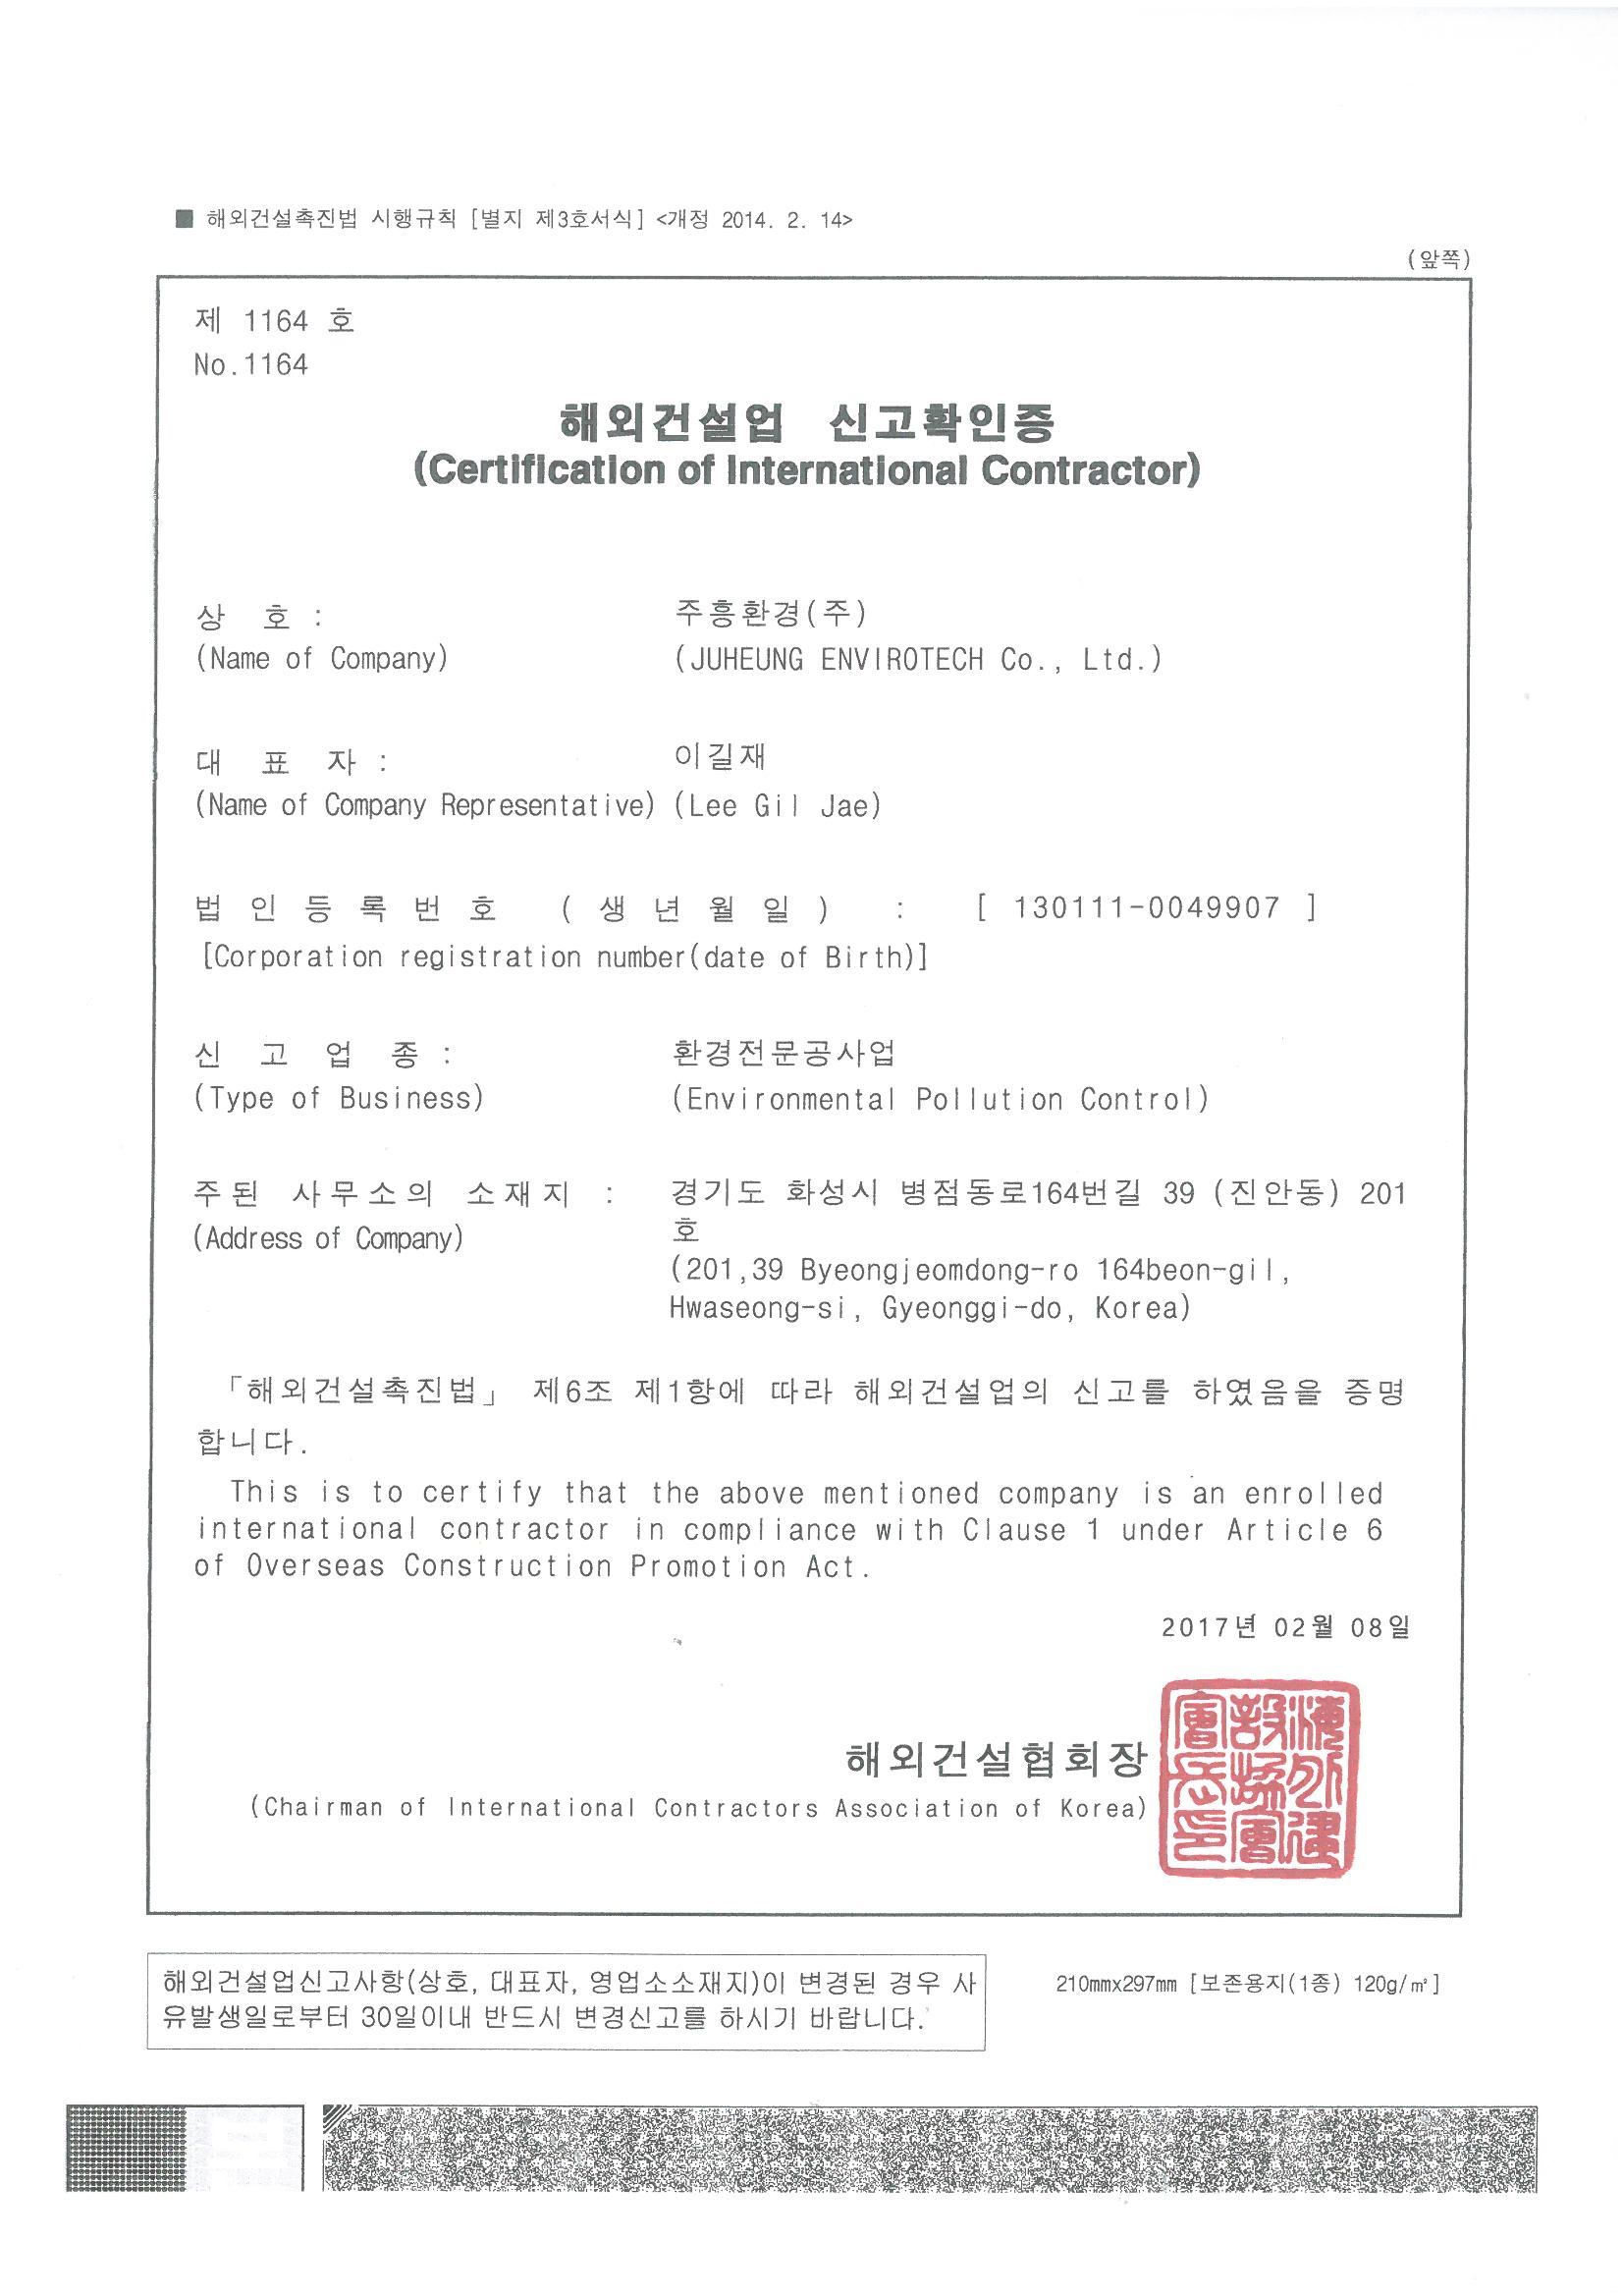 ■ 해외건설촉진법 시행규칙 [별지 제3호서식] <개정 2014. 2. 14>
(앞쪽)
제 1164 호
No.1164
해외건설업 신고확인증
(Certification of International Contractor)
상 호 : 주흥환경(주)
(Name of Company) (JUHEUNG ENVIROTECH Co., Ltd.)
대 표 자 : 이길재
(Name of Company Representative) (Lee Gil Jae)
법 인 등 록 번 호 ( 생 년 월 일 ) : [ 130111-0049907 ]
[Corporation registration number(date of Birth)]
신 고 업 종 : 환경전문공사업
(Type of Business) (Environmental Pollution Control)
주된 사무소의 소재지 : 경기도 화성시 병점동로164번길 39 (진안동) 201
호
(Address of Company)
(201,39 Byeongjeomdong-ro 164beon-gil,
Hwaseong-si, Gyeonggi-do, Korea)
「해외건설촉진법」 제6조 제1항에 따라 해외건설업의 신고를 하였음을 증명
합니다.
This is to certify that the above mentioned company is an enrolled
international contractor in compliance with Clause 1 under Article 6
of Overseas Construction Promotion Act.
2017년 02월 08일
해외건설협회장
(Chairman of International Contractors Association of Korea)
海外建
設協會
會長印
해외건설업신고사항(상호, 대표자, 영업소소재지)이 변경된 경우 사
유발생일로부터 30일이내 반드시 변경신고를 하시기 바랍니다.
210mmx297mm [보존용지(1종) 120g/㎡]